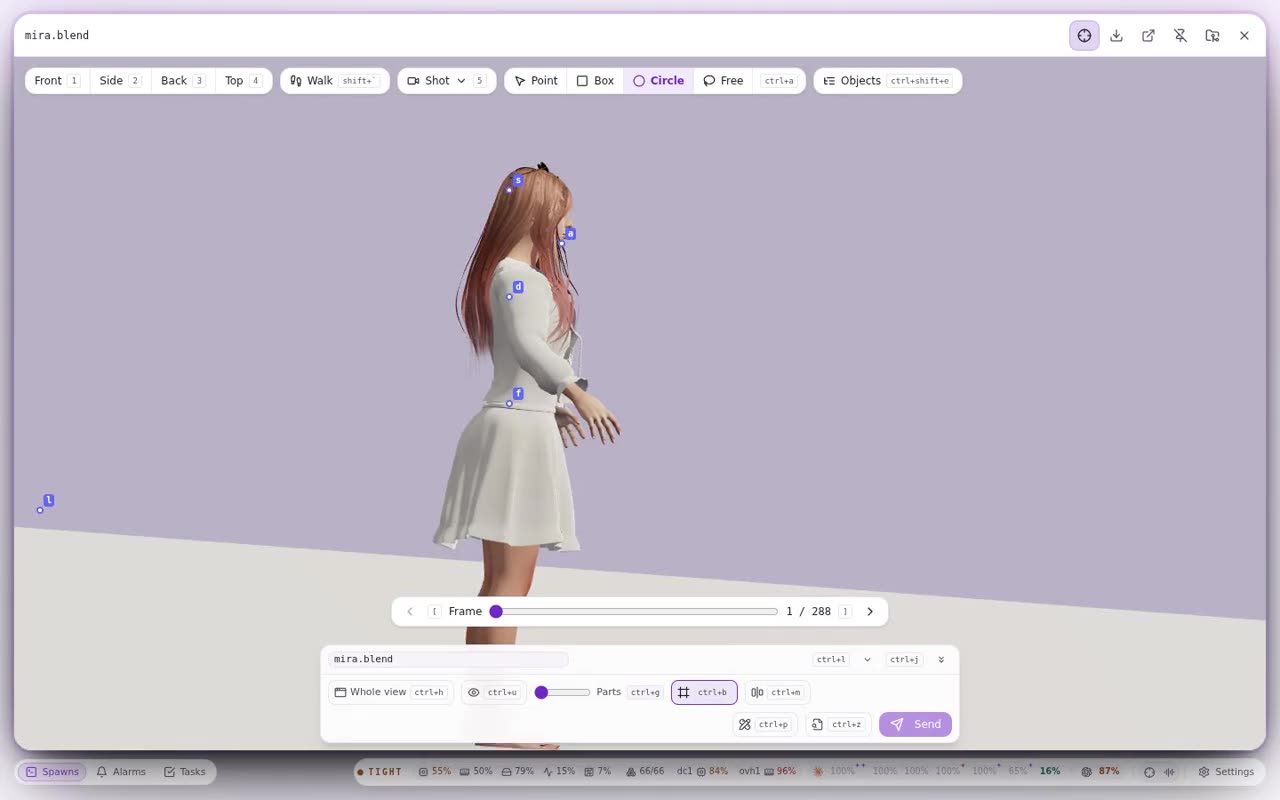 mira.blend
Front 1 Side 2 Back 3 Top 4 Walk shift+` Shot 5 Point Box Circle Free ctrl+a Objects ctrl+shift+e
s
a
d
f
l
[ Frame 1 / 288 ]
mira.blend ctrl+l ctrl+j
Whole view ctrl+h ctrl+u Parts ctrl+g ctrl+b ctrl+m
ctrl+p ctrl+z Send
Spawns Alarms Tasks TIGHT 55% 50% 79% 15% 7% 66/66 dc1 84% ovh1 96% 100% 100% 100% 100% 100% 65% 16% 87% Settings